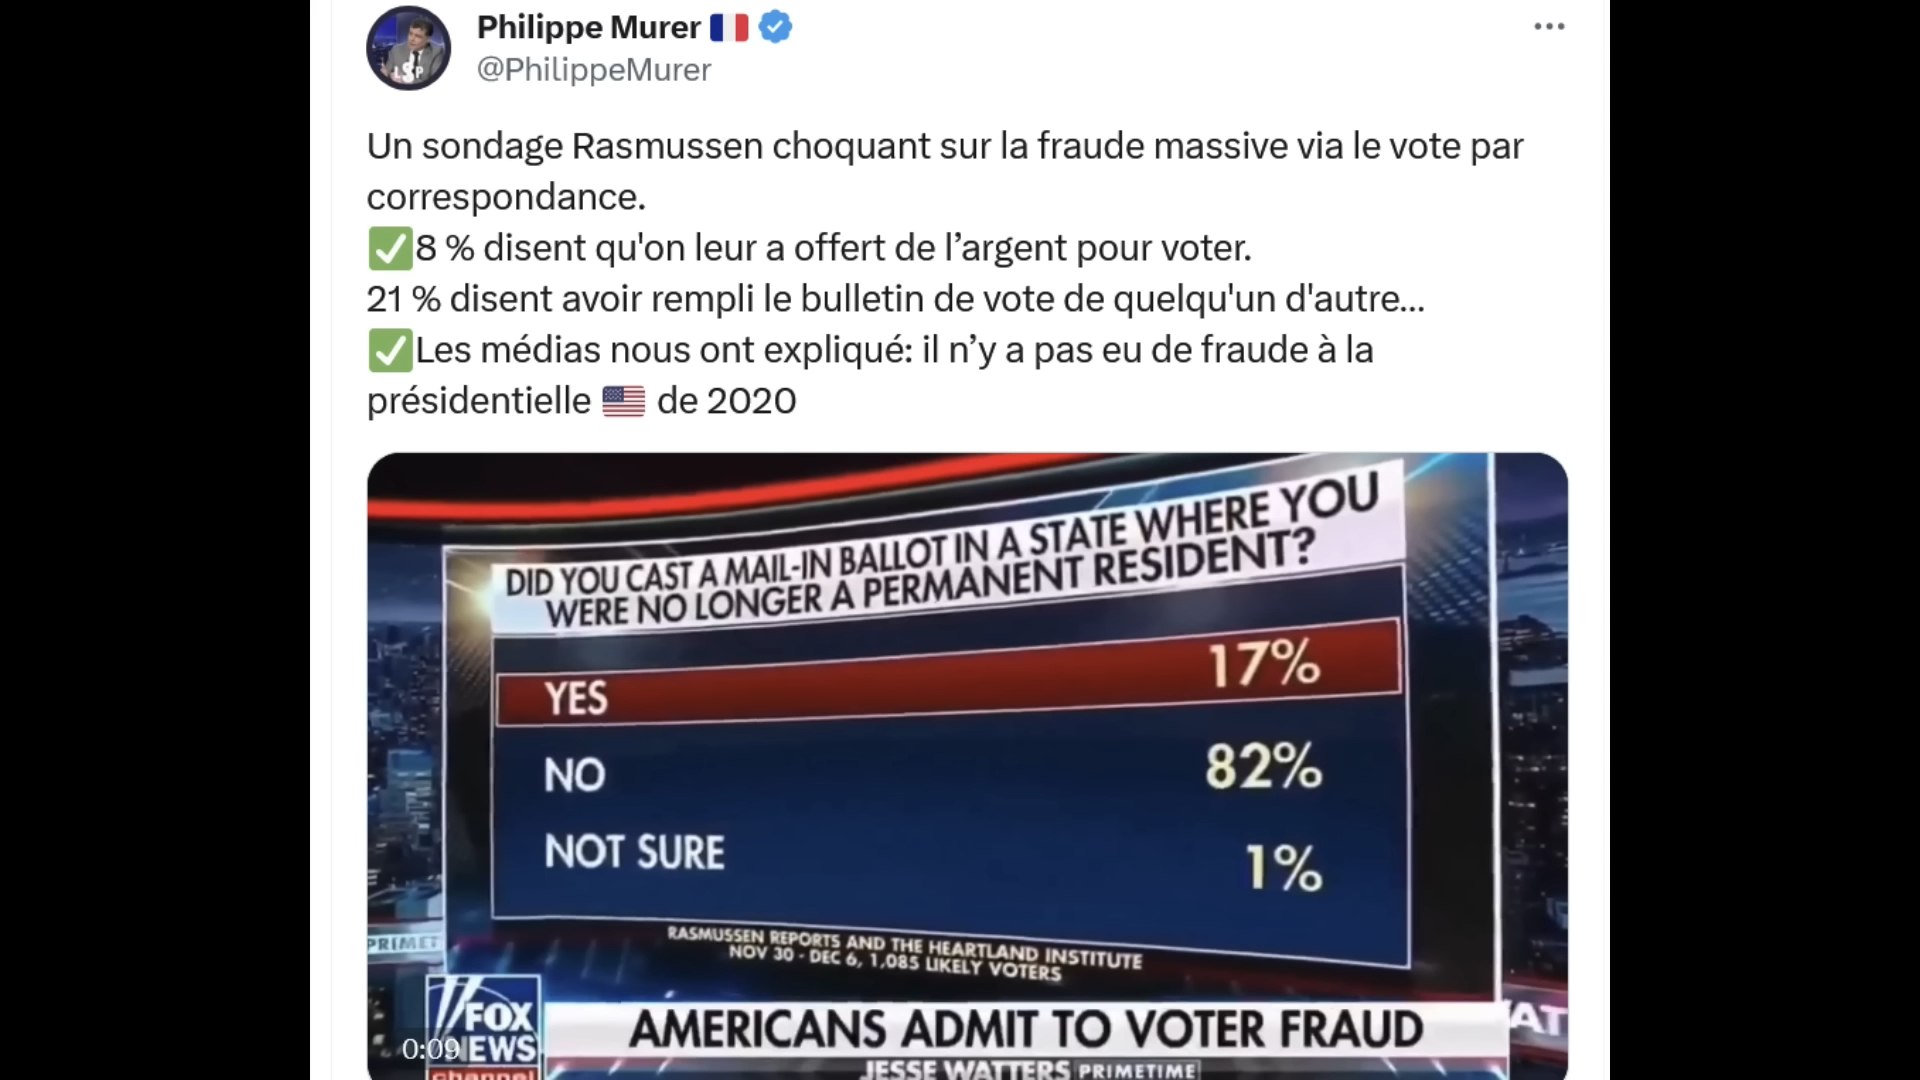 Philippe Murer
@PhilippeMurer
Un sondage Rasmussen choquant sur la fraude massive via le vote par
correspondance.
8 % disent qu'on leur a offert de l’argent pour voter.
21 % disent avoir rempli le bulletin de vote de quelqu'un d'autre...
Les médias nous ont expliqué: il n’y a pas eu de fraude à la
présidentielle de 2020
DID YOU CAST A MAIL-IN BALLOT IN A STATE WHERE YOU
WERE NO LONGER A PERMANENT RESIDENT?
YES 17%
NO 82%
NOT SURE 1%
RASMUSSEN REPORTS AND THE HEARTLAND INSTITUTE
NOV 30 - DEC 6, 1,085 LIKELY VOTERS
AMERICANS ADMIT TO VOTER FRAUD
JESSE WATTERS PRIMETIME
FOX
NEWS
channel
0:09